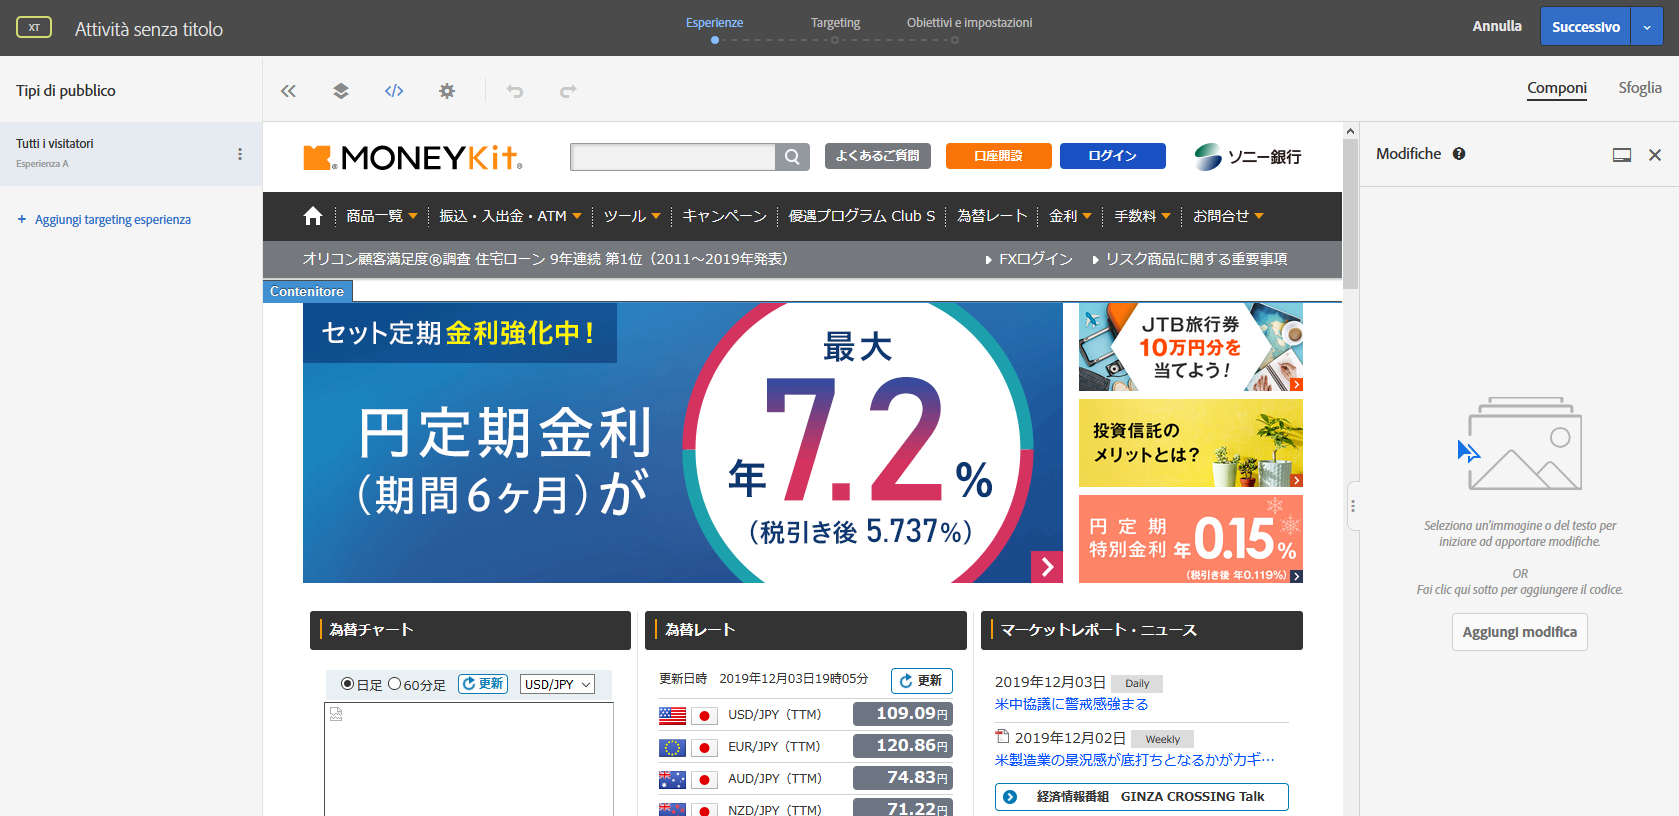 XT
Attività senza titolo
Esperienze
Targeting
Obiettivi e impostazioni
Annulla
Successivo
Tipi di pubblico
Componi
Sfoglia
Tutti i visitatori
Esperienza A
+ Aggiungi targeting esperienza
MONEYKit®
よくあるご質問
口座開設
ログイン
ソニー銀行
商品一覧
振込・入出金・ATM
ツール
キャンペーン
優遇プログラム Club S
為替レート
金利
手数料
お問合せ
オリコン顧客満足度®調査 住宅ローン 9年連続 第1位（2011～2019年発表）
FXログイン
リスク商品に関する重要事項
Contenitore
セット定期 金利強化中！
円定期金利
（期間6ヶ月）が
最大
年7.2%
（税引き後 5.737%）
JTB旅行券
10万円分を
当てよう！
投資信託の
メリットとは？
円定期
特別金利 年0.15%
（税引き後 年0.119%）
Modifiche
Seleziona un'immagine o del testo per
iniziare ad apportare modifiche.
OR
Fai clic qui sotto per aggiungere il codice.
Aggiungi modifica
為替チャート
日足 60分足 更新 USD/JPY
為替レート
更新日時 2019年12月03日19時05分 更新
USD/JPY（TTM） 109.09円
EUR/JPY（TTM） 120.86円
AUD/JPY（TTM） 74.83円
NZD/JPY（TTM） 71.22円
マーケットレポート・ニュース
2019年12月03日 Daily
米中協議に警戒感強まる
2019年12月02日 Weekly
米製造業の景況感が底打ちとなるかがカギ…
経済情報番組 GINZA CROSSING Talk